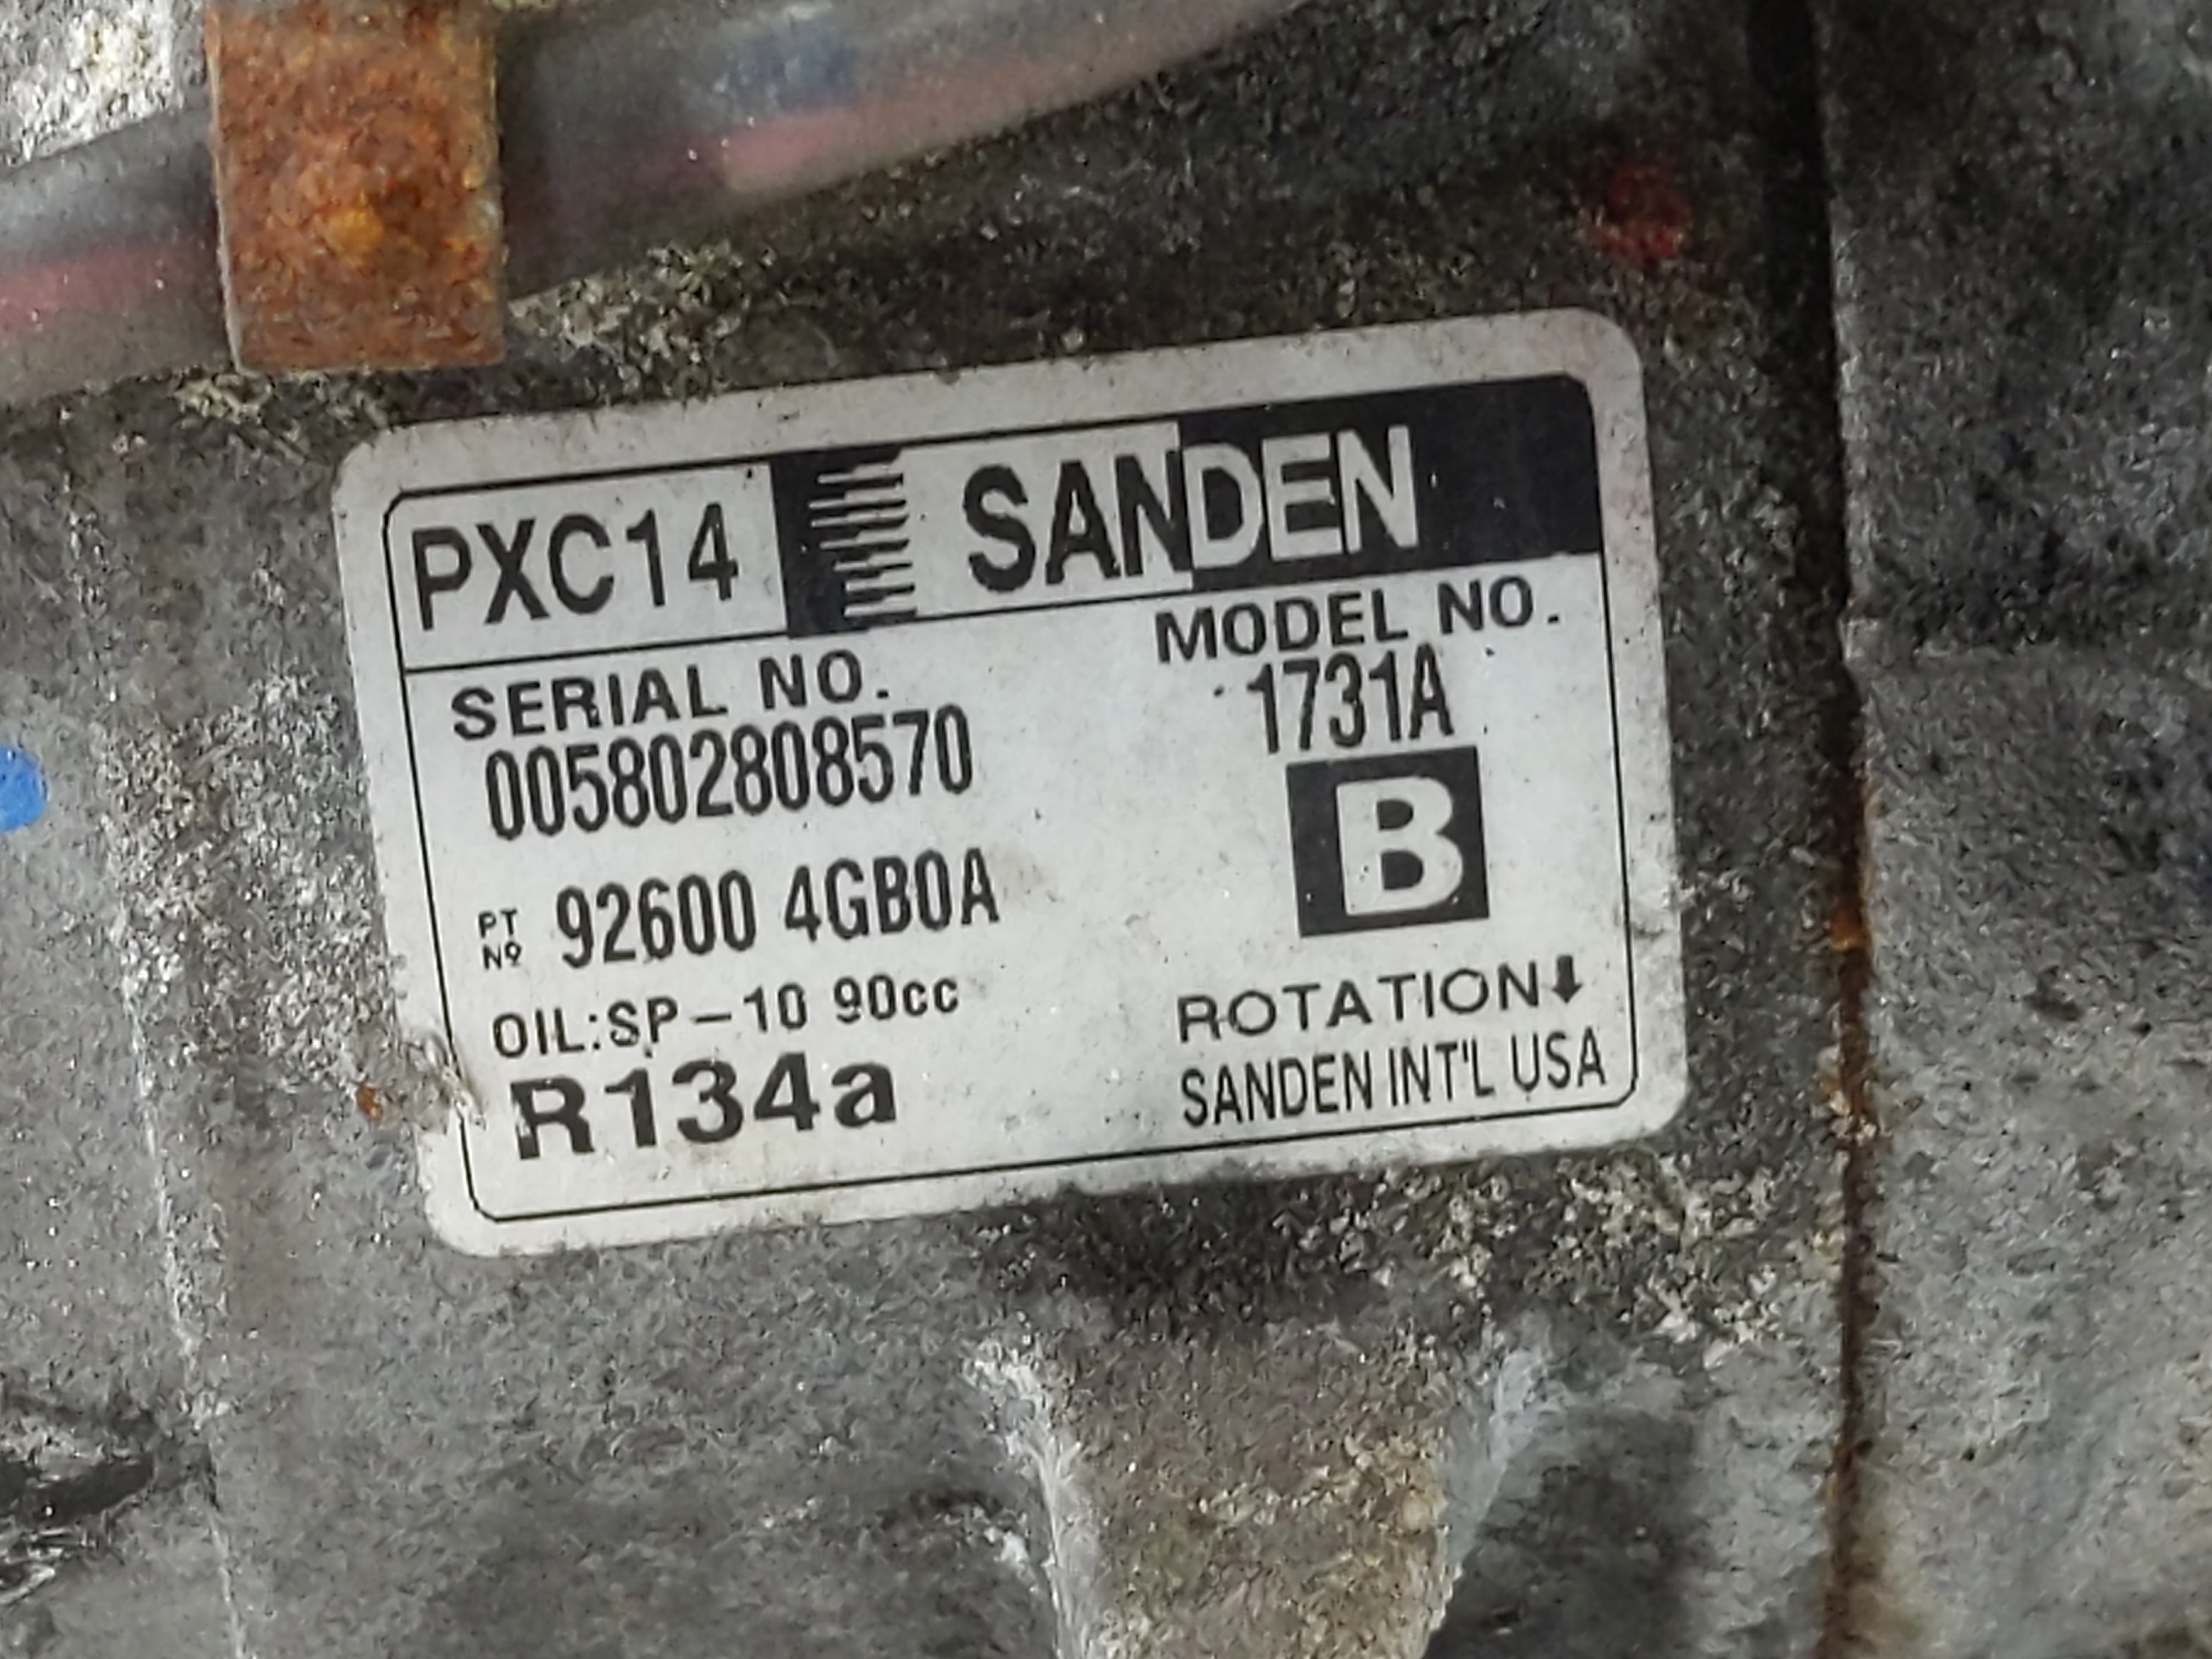 PXC14 SANDEN
SERIAL NO.
005802808570
MODEL NO.
1731A
B
PT NO 92600 4GB0A
OIL:SP-10 90cc
R134a
ROTATION⬇
SANDEN INT'L USA